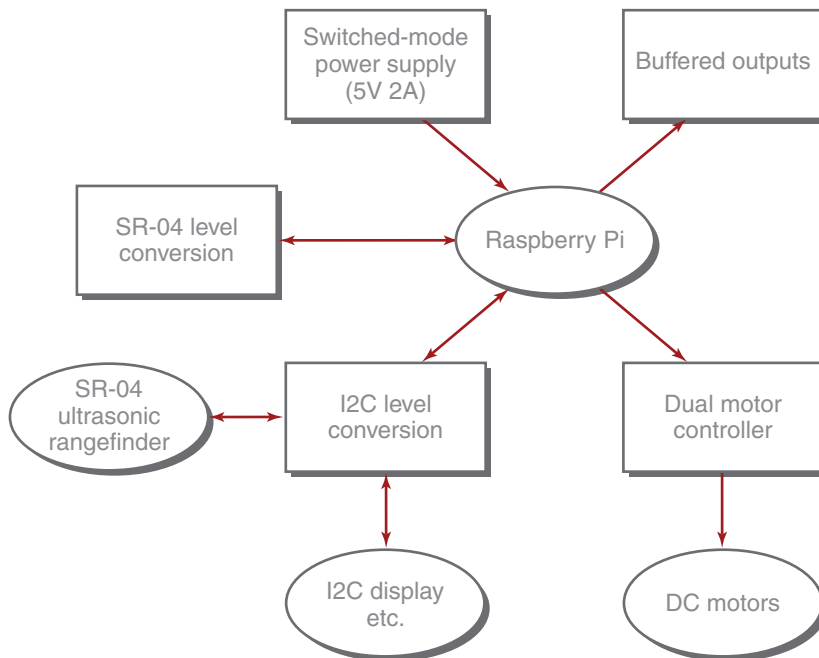 Switched-mode
power supply
(5V 2A)
Buffered outputs
SR-04 level
conversion
Raspberry Pi
SR-04
ultrasonic
rangefinder
I2C level
conversion
Dual motor
controller
I2C display
etc.
DC motors